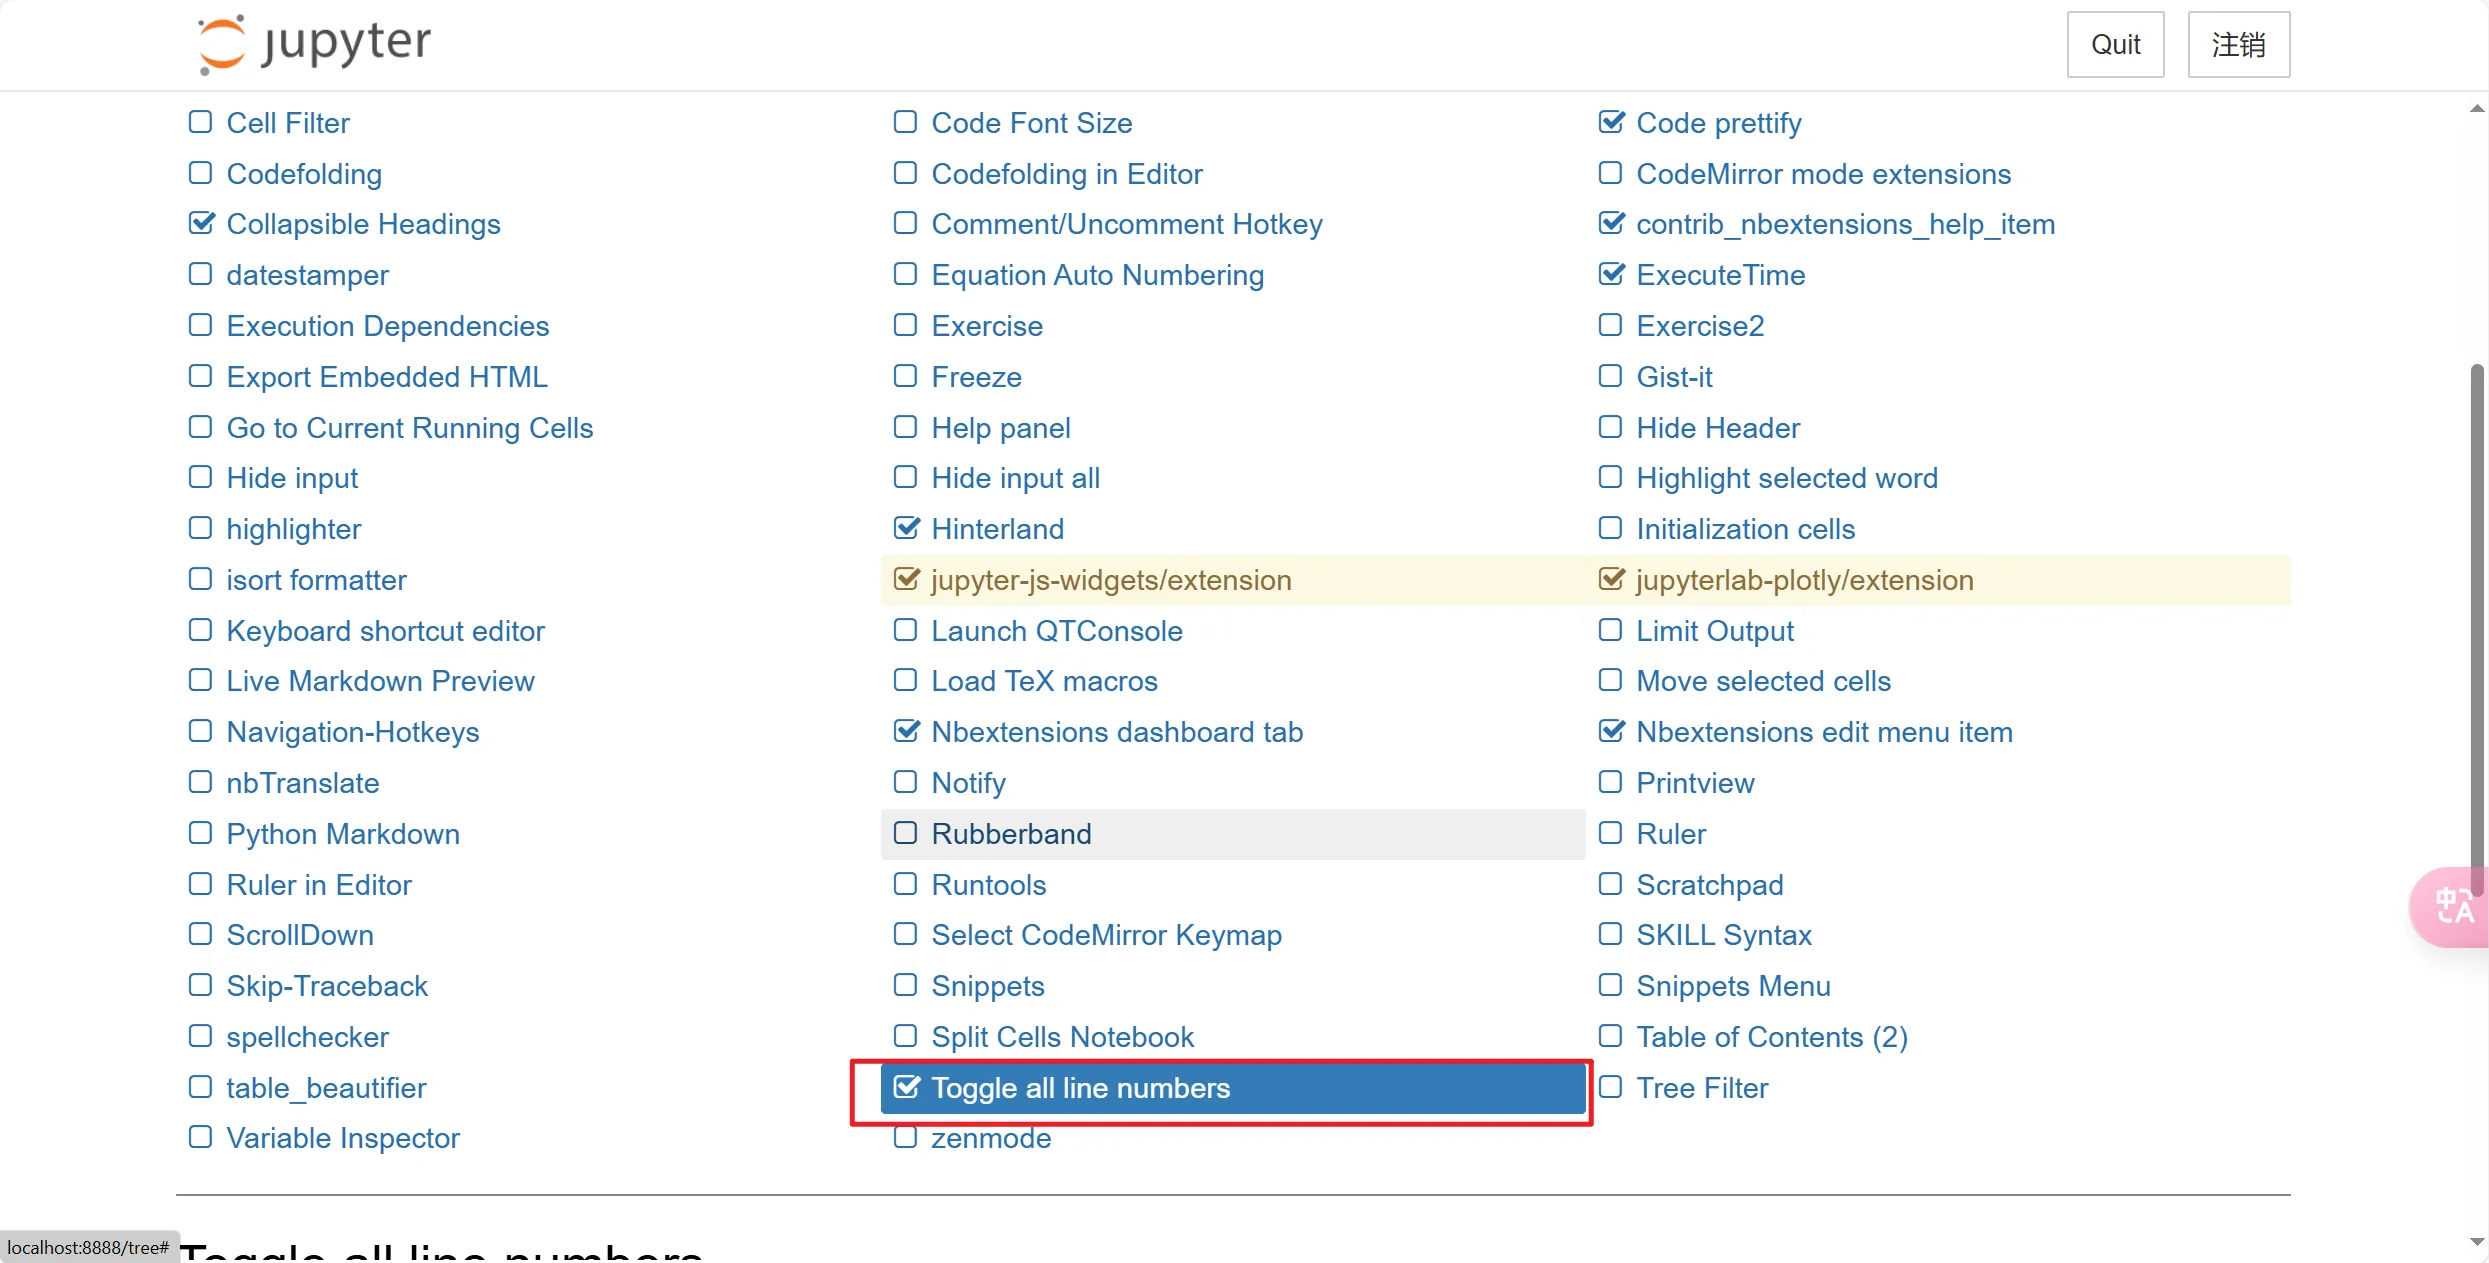 jupyter
Quit
注销
Cell Filter
Code Font Size
Code prettify
Codefolding
Codefolding in Editor
CodeMirror mode extensions
Collapsible Headings
Comment/Uncomment Hotkey
contrib_nbextensions_help_item
datestamper
Equation Auto Numbering
ExecuteTime
Execution Dependencies
Exercise
Exercise2
Export Embedded HTML
Freeze
Gist-it
Go to Current Running Cells
Help panel
Hide Header
Hide input
Hide input all
Highlight selected word
highlighter
Hinterland
Initialization cells
isort formatter
jupyter-js-widgets/extension
jupyterlab-plotly/extension
Keyboard shortcut editor
Launch QTConsole
Limit Output
Live Markdown Preview
Load TeX macros
Move selected cells
Navigation-Hotkeys
Nbextensions dashboard tab
Nbextensions edit menu item
nbTranslate
Notify
Printview
Python Markdown
Rubberband
Ruler
Ruler in Editor
Runtools
Scratchpad
ScrollDown
Select CodeMirror Keymap
SKILL Syntax
Skip-Traceback
Snippets
Snippets Menu
spellchecker
Split Cells Notebook
Table of Contents (2)
table_beautifier
Toggle all line numbers
Tree Filter
Variable Inspector
zenmode
中A
Toggle all line numbers
localhost:8888/tree#